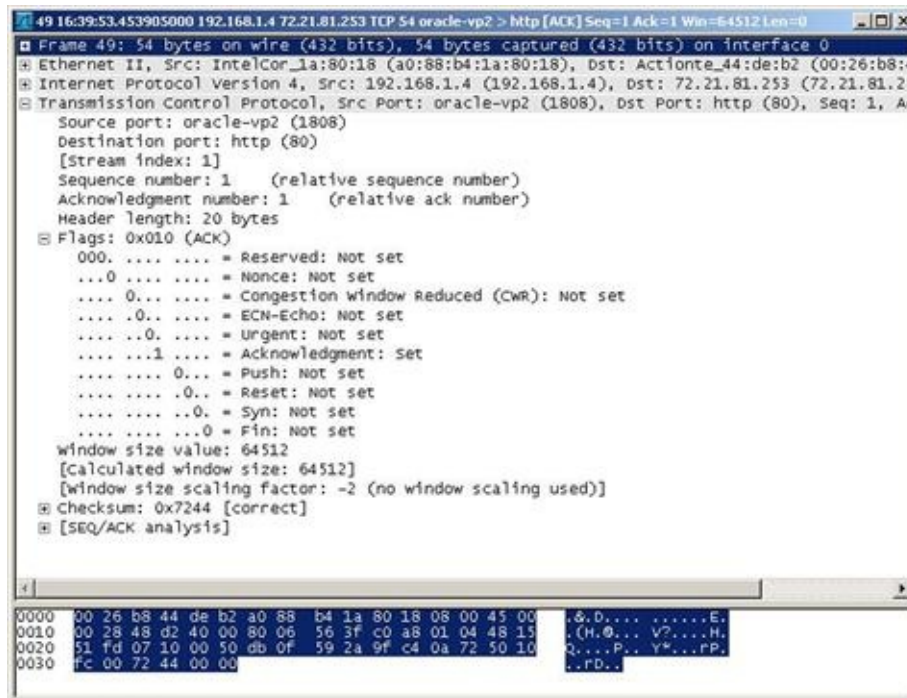 49 16:39:53.453905000 192.168.1.4 72.21.81.253 TCP 54 oracle-vp2 > http [ACK] Seq=1 Ack=1 Win=64512 Len=0
Frame 49: 54 bytes on wire (432 bits), 54 bytes captured (432 bits) on interface 0
Ethernet II, Src: IntelCor_1a:80:18 (a0:88:b4:1a:80:18), Dst: Actionte_44:de:b2 (00:26:b8:
Internet Protocol Version 4, Src: 192.168.1.4 (192.168.1.4), Dst: 72.21.81.253 (72.21.81.2
Transmission Control Protocol, Src Port: oracle-vp2 (1808), Dst Port: http (80), Seq: 1, A
Source port: oracle-vp2 (1808)
Destination port: http (80)
[Stream index: 1]
Sequence number: 1 (relative sequence number)
Acknowledgment number: 1 (relative ack number)
Header length: 20 bytes
Flags: 0x010 (ACK)
000. .... .... = Reserved: Not set
...0 .... .... = Nonce: Not set
.... 0... .... = Congestion Window Reduced (CWR): Not set
.... .0.. .... = ECN-Echo: Not set
.... ..0. .... = Urgent: Not set
.... ...1 .... = Acknowledgment: Set
.... .... 0... = Push: Not set
.... .... .0.. = Reset: Not set
.... .... ..0. = Syn: Not set
.... .... ...0 = Fin: Not set
Window size value: 64512
[Calculated window size: 64512]
[Window size scaling factor: -2 (no window scaling used)]
Checksum: 0x7244 [correct]
[SEQ/ACK analysis]
0000 00 26 b8 44 de b2 a0 88 b4 1a 80 18 08 00 45 00 .&.D.... ......E.
0010 00 28 48 d2 40 00 80 06 56 3f c0 a8 01 04 48 15 .(H.@... V?....H.
0020 51 fd 07 10 00 50 db 0f 59 2a 9f c4 0a 72 50 10 Q....P.. Y*...rP.
0030 fc 00 72 44 00 00 ..rD..